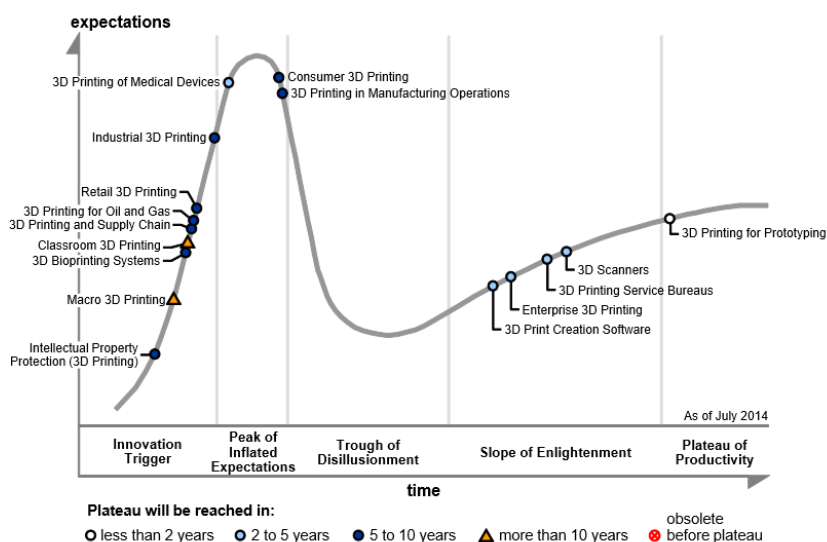 expectations
3D Printing of Medical Devices
Consumer 3D Printing
3D Printing in Manufacturing Operations
Industrial 3D Printing
Retail 3D Printing
3D Printing for Oil and Gas
3D Printing and Supply Chain
Classroom 3D Printing
3D Bioprinting Systems
Macro 3D Printing
Intellectual Property
Protection (3D Printing)
3D Printing for Prototyping
3D Scanners
3D Printing Service Bureaus
Enterprise 3D Printing
3D Print Creation Software
As of July 2014
Innovation
Trigger
Peak of
Inflated
Expectations
Trough of
Disillusionment
Slope of Enlightenment
Plateau of
Productivity
time
Plateau will be reached in:
less than 2 years
2 to 5 years
5 to 10 years
more than 10 years
obsolete
before plateau